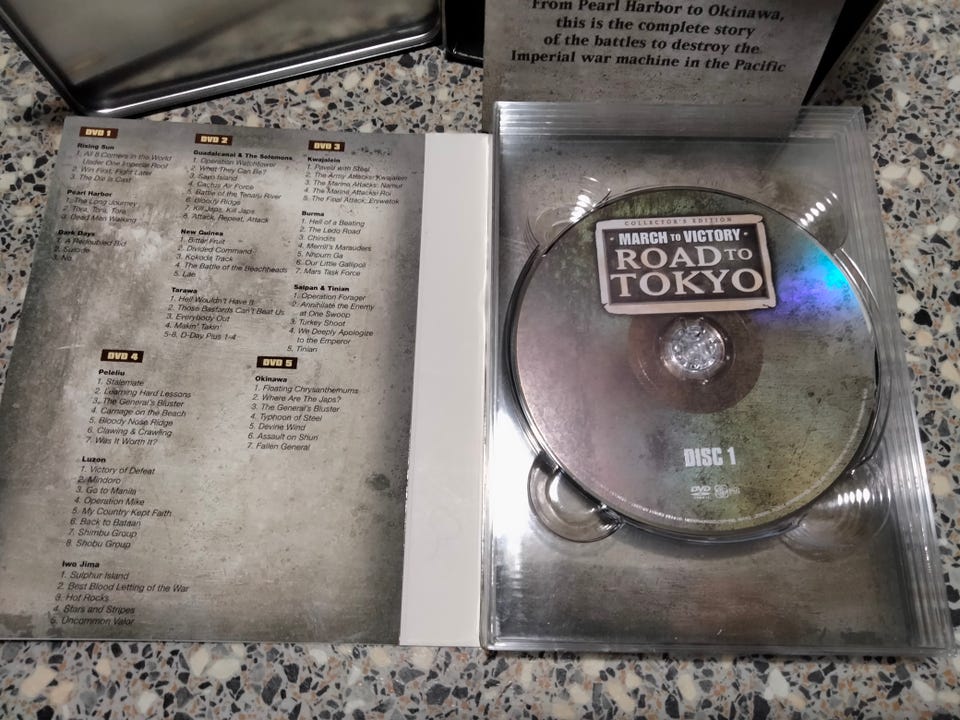 From Pearl Harbor to Okinawa,
this is the complete story
of the battles to destroy the
Imperial war machine in the Pacific
DVD 1
Rising Sun
1. All 8 Corners in the World
Under One Imperial Roof
2. Win First, Fight Later
3. The Die is Cast
Pearl Harbor
1. The Long Journey
2. Tora, Tora, Tora
3. Dead Men Walking
Dark Days
1. A Redoubled Bid
2. Suicide
3. No
DVD 2
Guadalcanal & The Solomons
1. Operation Watchtower
2. What They Can Be?
3. Savo Island
4. Cactus Air Force
5. Battle of the Tenaru River
6. Bloody Ridge
7. Kill Japs, Kill Japs
8. Attack, Repeat, Attack
New Guinea
1. Bitter Fruit
2. Divided Command
3. Kokoda Track
4. The Battle of the Beachheads
5. Lae
Tarawa
1. Hell Wouldn't Have It
2. Those Bastards Can't Beat Us
3. Everybody Out
4. Makin' Takin'
5-8. D-Day Plus 1-4
DVD 3
Kwajalein
1. Paved with Steel
2. The Army Attacks: Kwajalein
3. The Marine Attacks: Namur
4. The Marine Attacks: Roi
5. The Final Attack: Enywetok
Burma
1. Hell of a Beating
2. The Ledo Road
3. Chindits
4. Merrill's Marauders
5. Nhpum Ga
6. Our Little Gallipoli
7. Mars Task Force
Saipan & Tinian
1. Operation Forager
2. Annihilate the Enemy
at One Swoop
3. Turkey Shoot
4. We Deeply Apologize
to the Emperor
5. Tinian
DVD 4
Peleliu
1. Stalemate
2. Learning Hard Lessons
3. The General's Bluster
4. Carnage on the Beach
5. Bloody Nose Ridge
6. Clawing & Crawling
7. Was It Worth It?
Luzon
1. Victory of Defeat
2. Mindoro
3. Go to Manila
4. Operation Mike
5. My Country Kept Faith
6. Back to Bataan
7. Shimbu Group
8. Shobu Group
Iwo Jima
1. Sulphur Island
2. Best Blood Letting of the War
3. Hot Rocks
4. Stars and Stripes
5. Uncommon Valor
DVD 5
Okinawa
1. Floating Chrysanthemums
2. Where Are The Japs?
3. The General's Bluster
4. Typhoon of Steel
5. Devine Wind
6. Assault on Shuri
7. Fallen General
COLLECTOR'S EDITION
MARCH TO VICTORY
ROAD TO
TOKYO
DISC 1
DVD